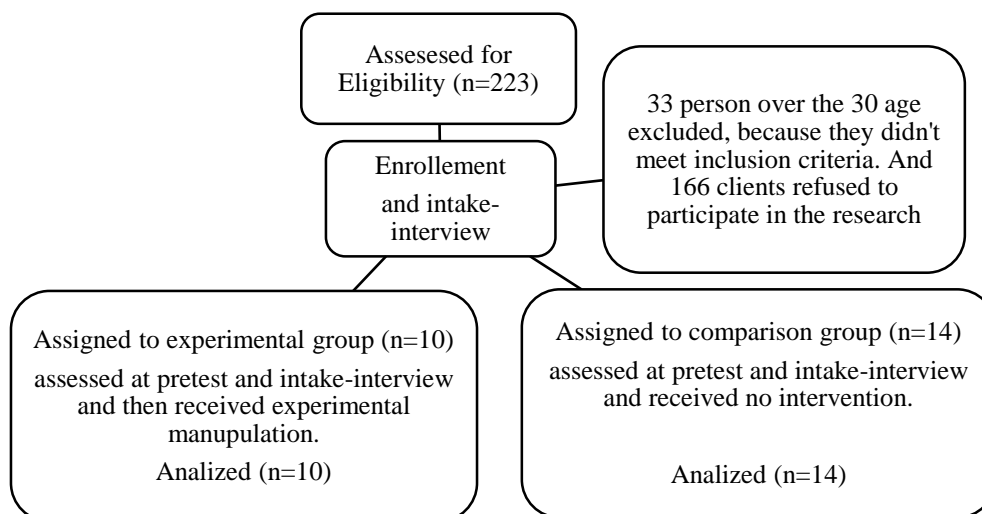 Assesesed for
Eligibility (n=223)
33 person over the 30 age
excluded, because they didn't
meet inclusion criteria. And
166 clients refused to
participate in the research
Enrollement
and intake-
interview
Assigned to experimental group (n=10)
assessed at pretest and intake-interview
and then received experimental
manupulation.
Analized (n=10)
Assigned to comparison group (n=14)
assessed at pretest and intake-interview
and received no intervention.
Analized (n=14)